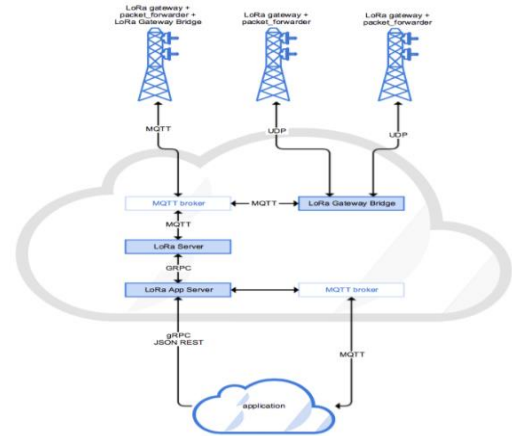 LoRa gateway +
packet_forwarder +
LoRa Gateway Bridge
LoRa gateway +
packet_forwarder
LoRa gateway +
packet_forwarder
MQTT
UDP
UDP
MQTT broker
MQTT
LoRa Gateway Bridge
MQTT
LoRa Server
GRPC
LoRa App Server
MQTT broker
gRPC
JSON REST
MQTT
application